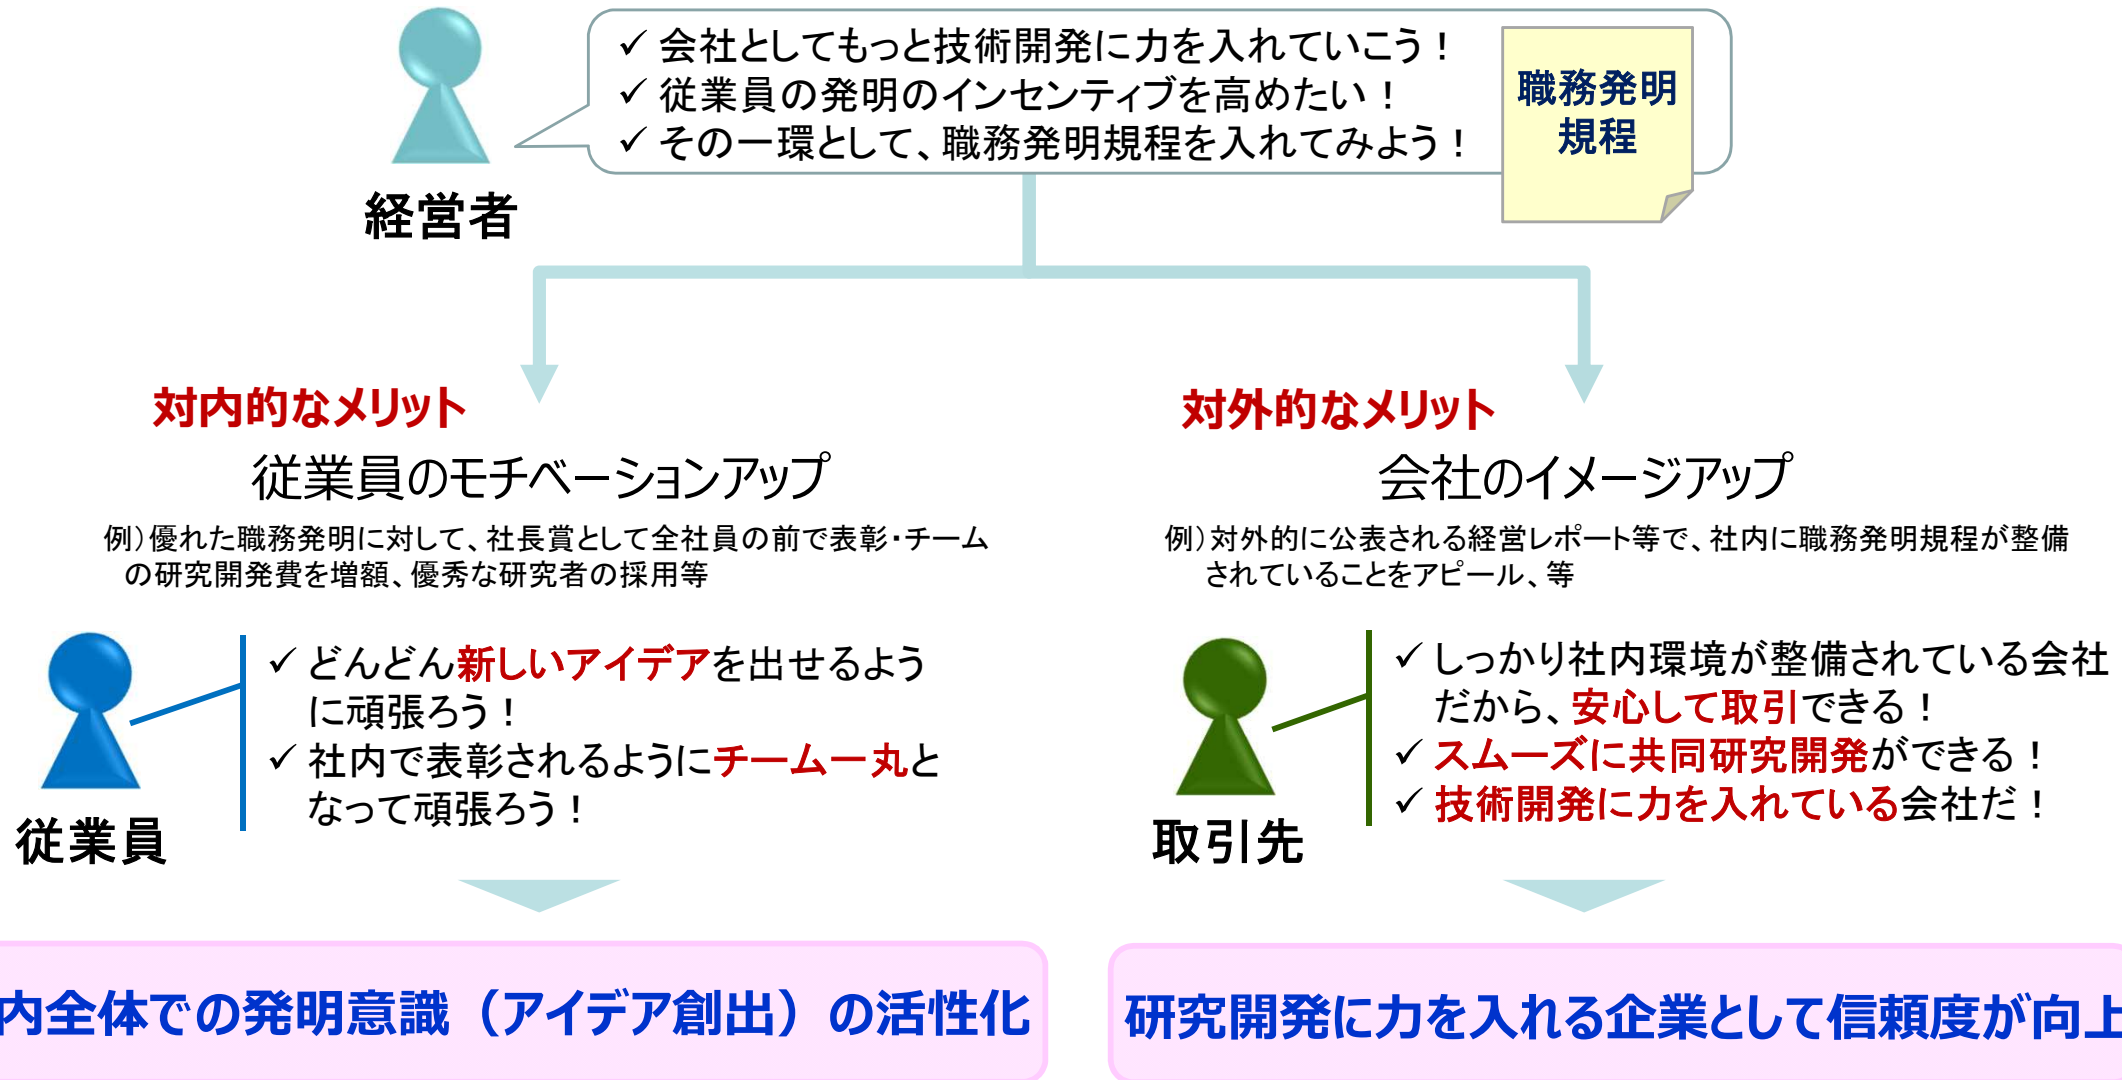 ✓ 会社としてもっと技術開発に力を入れていこう！
✓ 従業員の発明のインセンティブを高めたい！
✓ その一環として、職務発明規程を入れてみよう！
職務発明
規程
経営者
対内的なメリット
従業員のモチベーションアップ
例）優れた職務発明に対して、社長賞として全社員の前で表彰・チーム
の研究開発費を増額、優秀な研究者の採用等
✓ どんどん新しいアイデアを出せるよう
に頑張ろう！
✓ 社内で表彰されるようにチーム一丸と
なって頑張ろう！
従業員
内全体での発明意識（アイデア創出）の活性化
対外的なメリット
会社のイメージアップ
例）対外的に公表される経営レポート等で、社内に職務発明規程が整備
されていることをアピール、等
✓ しっかり社内環境が整備されている会社
だから、安心して取引できる！
✓ スムーズに共同研究開発ができる！
✓ 技術開発に力を入れている会社だ！
取引先
研究開発に力を入れる企業として信頼度が向上